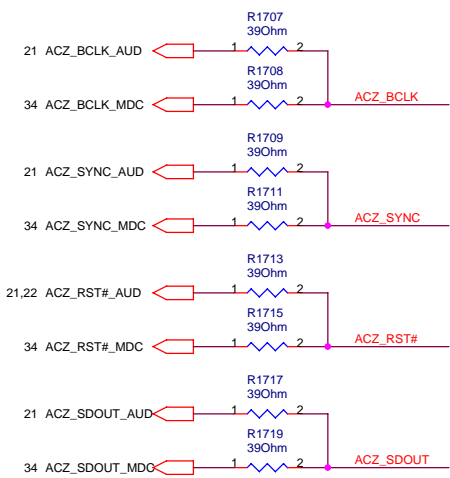 R1707
39Ohm
21 ACZ_BCLK_AUD 1 2
R1708
39Ohm
34 ACZ_BCLK_MDC 1 2 ACZ_BCLK
R1709
39Ohm
21 ACZ_SYNC_AUD 1 2
R1711
39Ohm
34 ACZ_SYNC_MDC 1 2 ACZ_SYNC
R1713
39Ohm
21,22 ACZ_RST#_AUD 1 2
R1715
39Ohm
34 ACZ_RST#_MDC 1 2 ACZ_RST#
R1717
39Ohm
21 ACZ_SDOUT_AUD 1 2
R1719
39Ohm
34 ACZ_SDOUT_MDC 1 2 ACZ_SDOUT